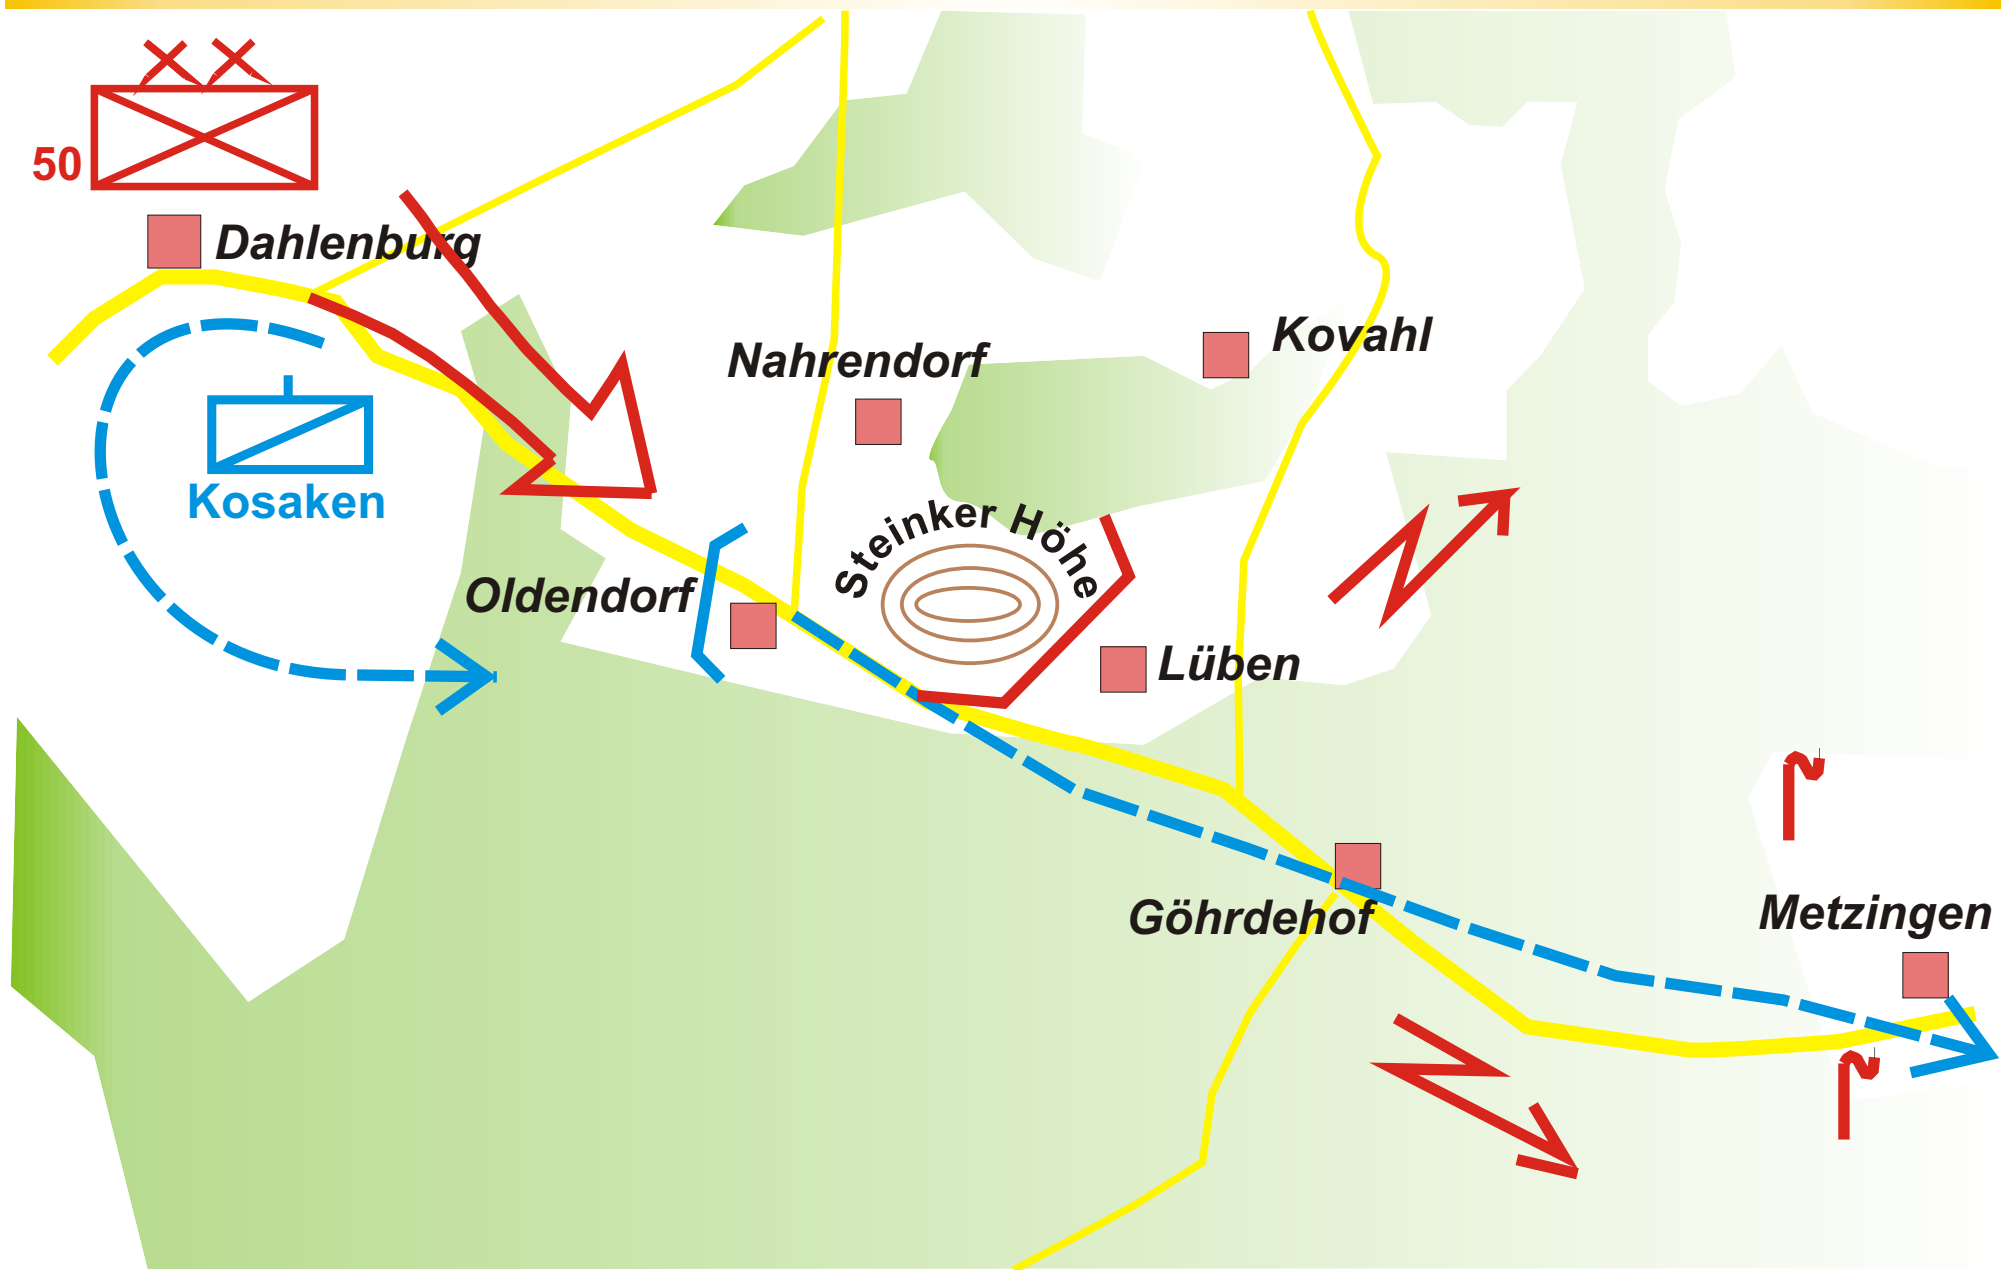 50
Dahlenburg
Kosaken
Nahrendorf
Kovahl
Steinker Höhe
Oldendorf
Lüben
Göhrdehof
Metzingen